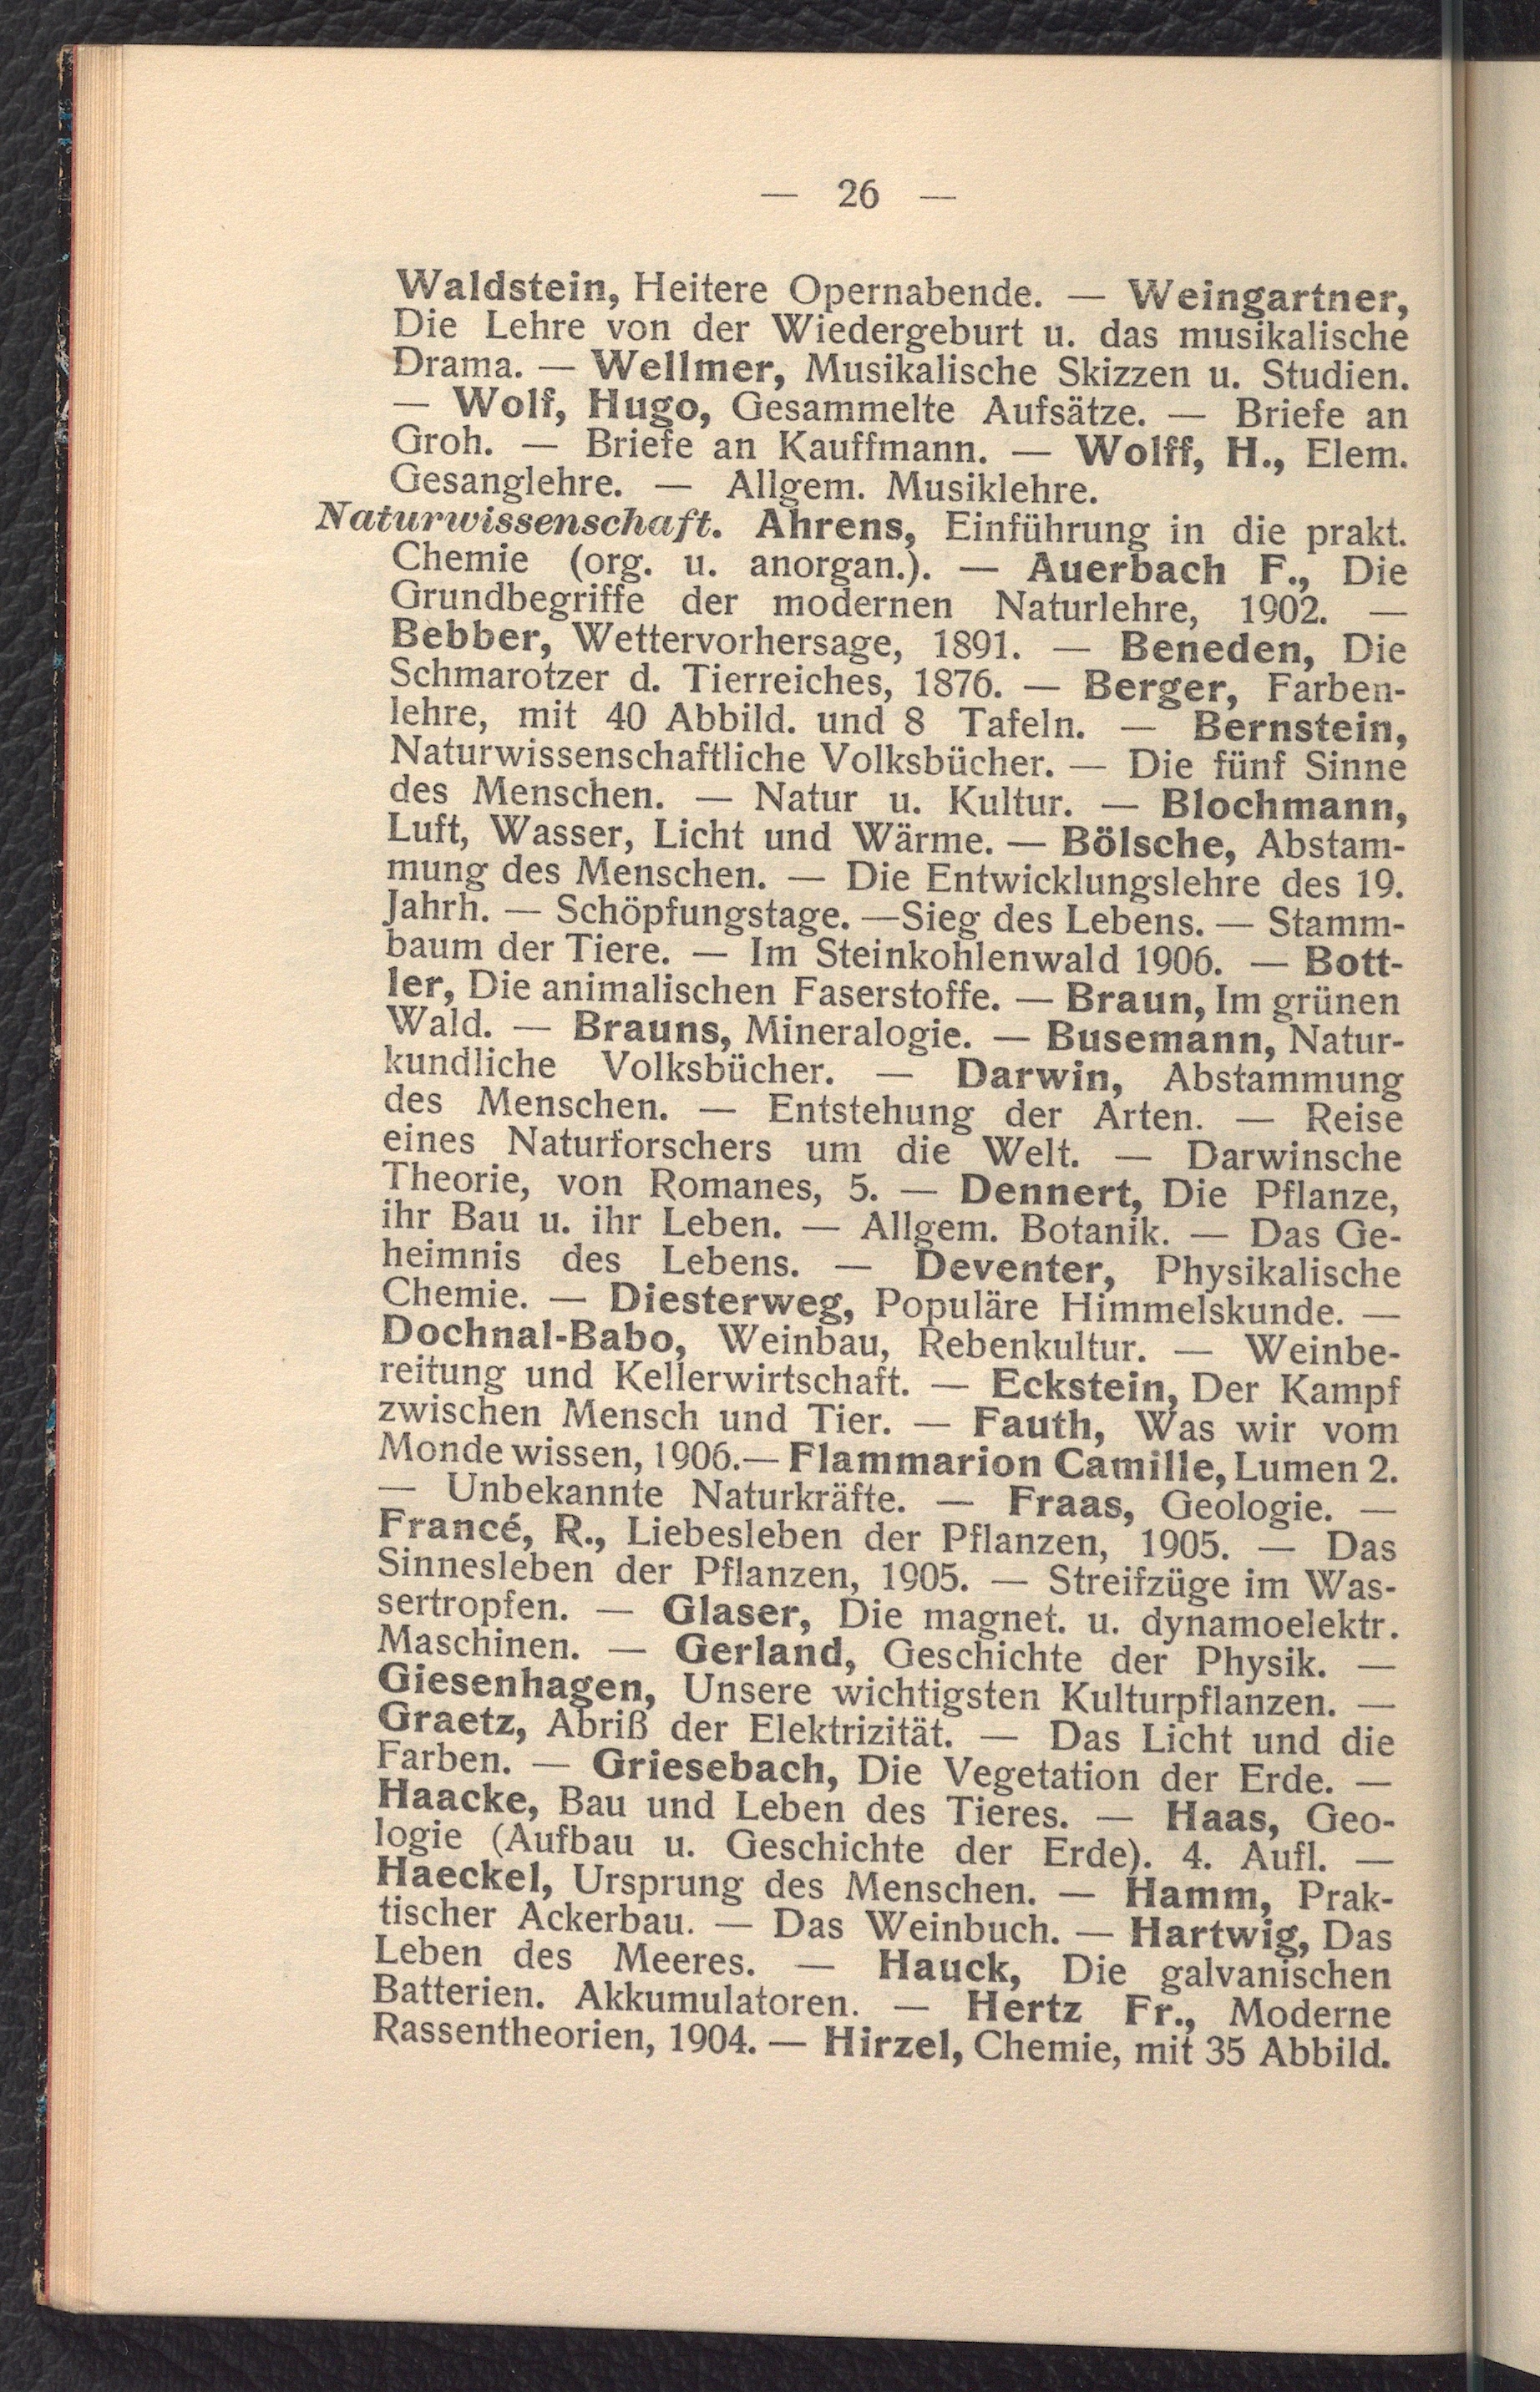 — 26 —
Waldstein, Heitere Opernabende. — Weingartner,
Die Lehre von der Wiedergeburt u. das musikalische
Drama. — Wellmer, Musikalische Skizzen u. Studien.
— Wolf, Hugo, Gesammelte Aufsätze. — Briefe an
Groh. — Briefe an Kauffmann. — Wolff, H., Elem.
Gesanglehre. — Allgem. Musiklehre.
Naturwissenschaft. Ahrens, Einführung in die prakt.
Chemie (org. u. anorgan.). — Auerbach F., Die
Grundbegriffe der modernen Naturlehre, 1902. —
Bebber, Wettervorhersage, 1891. — Beneden, Die
Schmarotzer d. Tierreiches, 1876. — Berger, Farben-
lehre, mit 40 Abbild. und 8 Tafeln. — Bernstein,
Naturwissenschaftliche Volksbücher. — Die fünf Sinne
des Menschen. — Natur u. Kultur. — Blochmann,
Luft, Wasser, Licht und Wärme. — Bölsche, Abstam-
mung des Menschen. — Die Entwicklungslehre des 19.
Jahrh. — Schöpfungstage. —Sieg des Lebens. — Stamm-
baum der Tiere. — Im Steinkohlenwald 1906. — Bott-
ler, Die animalischen Faserstoffe. — Braun, Im grünen
Wald. — Brauns, Mineralogie. — Busemann, Natur-
kundliche Volksbücher. — Darwin, Abstammung
des Menschen. — Entstehung der Arten. — Reise
eines Naturforschers um die Welt. — Darwinsche
Theorie, von Romanes, 5. — Dennert, Die Pflanze,
ihr Bau u. ihr Leben. — Allgem. Botanik. — Das Ge-
heimnis des Lebens. — Deventer, Physikalische
Chemie. — Diesterweg, Populäre Himmelskunde. —
Dochnal-Babo, Weinbau, Rebenkultur. — Weinbe-
reitung und Kellerwirtschaft. — Eckstein, Der Kampf
zwischen Mensch und Tier. — Fauth, Was wir vom
Monde wissen, 1906.— Flammarion Camille, Lumen 2.
— Unbekannte Naturkräfte. — Fraas, Geologie. —
Francé, R., Liebesleben der Pflanzen, 1905. — Das
Sinnesleben der Pflanzen, 1905. — Streifzüge im Was-
sertropfen. — Glaser, Die magnet. u. dynamoelektr.
Maschinen. — Gerland, Geschichte der Physik. —
Giesenhagen, Unsere wichtigsten Kulturpflanzen. —
Graetz, Abriß der Elektrizität. — Das Licht und die
Farben. — Griesebach, Die Vegetation der Erde. —
Haacke, Bau und Leben des Tieres. — Haas, Geo-
logie (Aufbau u. Geschichte der Erde). 4. Aufl. —
Haeckel, Ursprung des Menschen. — Hamm, Prak-
tischer Ackerbau. — Das Weinbuch. — Hartwig, Das
Leben des Meeres. — Hauck, Die galvanischen
Batterien. Akkumulatoren. — Hertz Fr., Moderne
Rassentheorien, 1904. — Hirzel, Chemie, mit 35 Abbild.